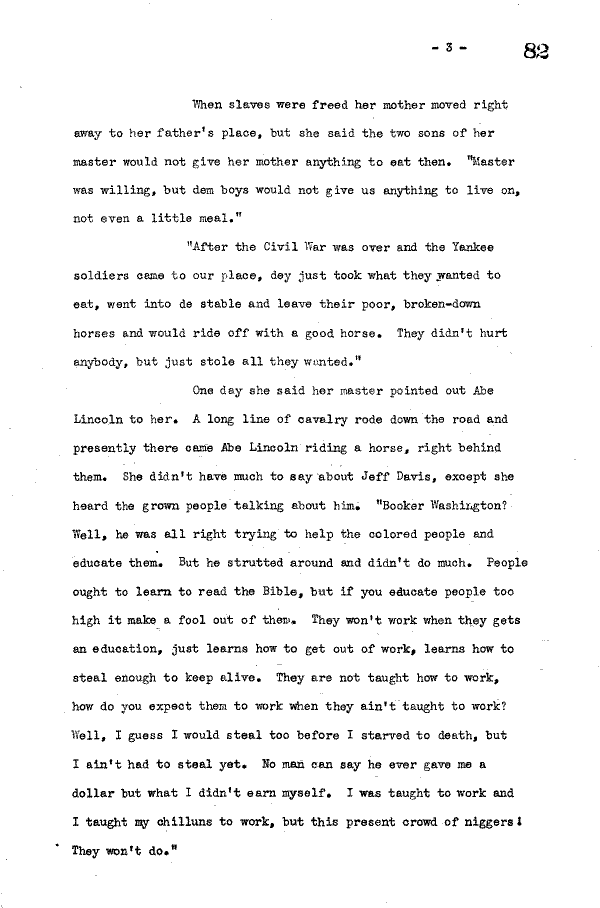 - 3 - 82
When slaves were freed her mother moved right
away to her father's place, but she said the two sons of her
master would not give her mother anything to eat then. "Master
was willing, but dem boys would not give us anything to live on,
not even a little meal."
"After the Civil War was over and the Yankee
soldiers came to our place, dey just took what they wanted to
eat, went into de stable and leave their poor, broken-down
horses and would ride off with a good horse. They didn't hurt
anybody, but just stole all they wanted."
One day she said her master pointed out Abe
Lincoln to her. A long line of cavalry rode down the road and
presently there came Abe Lincoln riding a horse, right behind
them. She didn't have much to say about Jeff Davis, except she
heard the grown people talking about him. "Booker Washington?
Well, he was all right trying to help the colored people and
educate them. But he strutted around and didn't do much. People
ought to learn to read the Bible, but if you educate people too
high it make a fool out of them. They won't work when they gets
an education, just learns how to get out of work, learns how to
steal enough to keep alive. They are not taught how to work,
how do you expect them to work when they ain't taught to work?
Well, I guess I would steal too before I starved to death, but
I ain't had to steal yet. No man can say he ever gave me a
dollar but what I didn't earn myself. I was taught to work and
I taught my chilluns to work, but this present crowd of niggers!
They won't do."